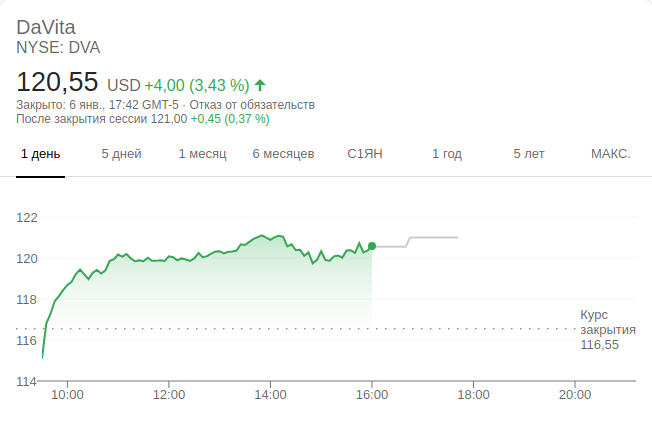 DaVita
NYSE: DVA
120,55 USD +4,00 (3,43 %)
Закрыто: 6 янв., 17:42 GMT-5 · Отказ от обязательств
После закрытия сессии 121,00 +0,45 (0,37 %)
1 день 5 дней 1 месяц 6 месяцев С1ЯН 1 год 5 лет МАКС.
122
120
118
Курс
закрытия
116,55
116
114
10:00 12:00 14:00 16:00 18:00 20:00